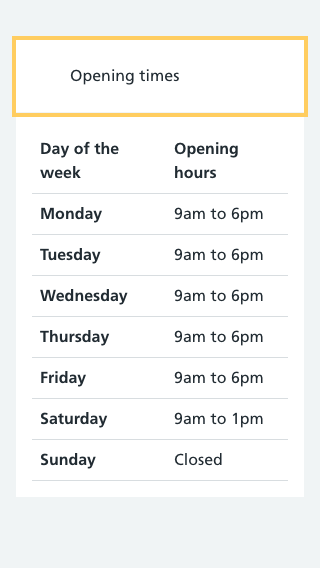 Opening times
Day of the week Opening hours
Monday 9am to 6pm
Tuesday 9am to 6pm
Wednesday 9am to 6pm
Thursday 9am to 6pm
Friday 9am to 6pm
Saturday 9am to 1pm
Sunday Closed